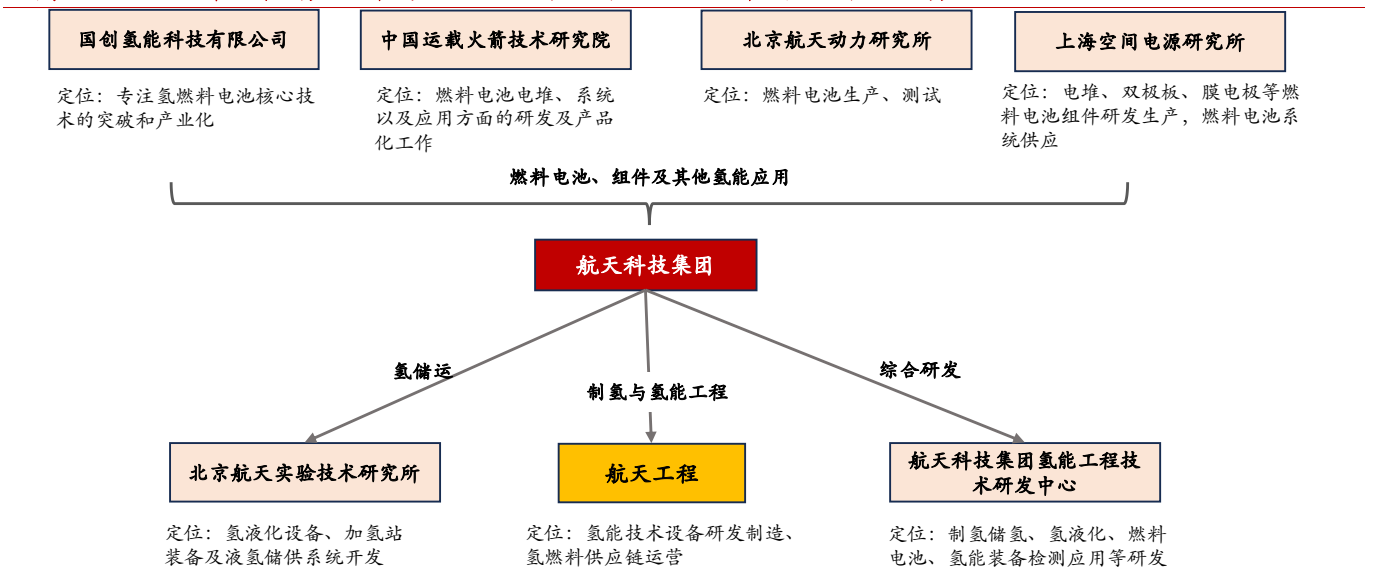 国创氢能科技有限公司
中国运载火箭技术研究院
北京航天动力研究所
上海空间电源研究所
定位：专注氢燃料电池核心技
术的突破和产业化
定位：燃料电池电堆、系统
以及应用方面的研发及产品
化工作
定位：燃料电池生产、测试
定位：电堆、双极板、膜电极等燃
料电池组件研发生产，燃料电池系
统供应
燃料电池、组件及其他氢能应用
航天科技集团
氢储运
制氢与氢能工程
综合研发
北京航天实验技术研究所
航天工程
航天科技集团氢能工程技
术研发中心
定位：氢液化设备、加氢站
装备及液氢储供系统开发
定位：氢能技术设备研发制造、
氢燃料供应链运营
定位：制氢储氢、氢液化、燃料
电池、氢能装备检测应用等研发